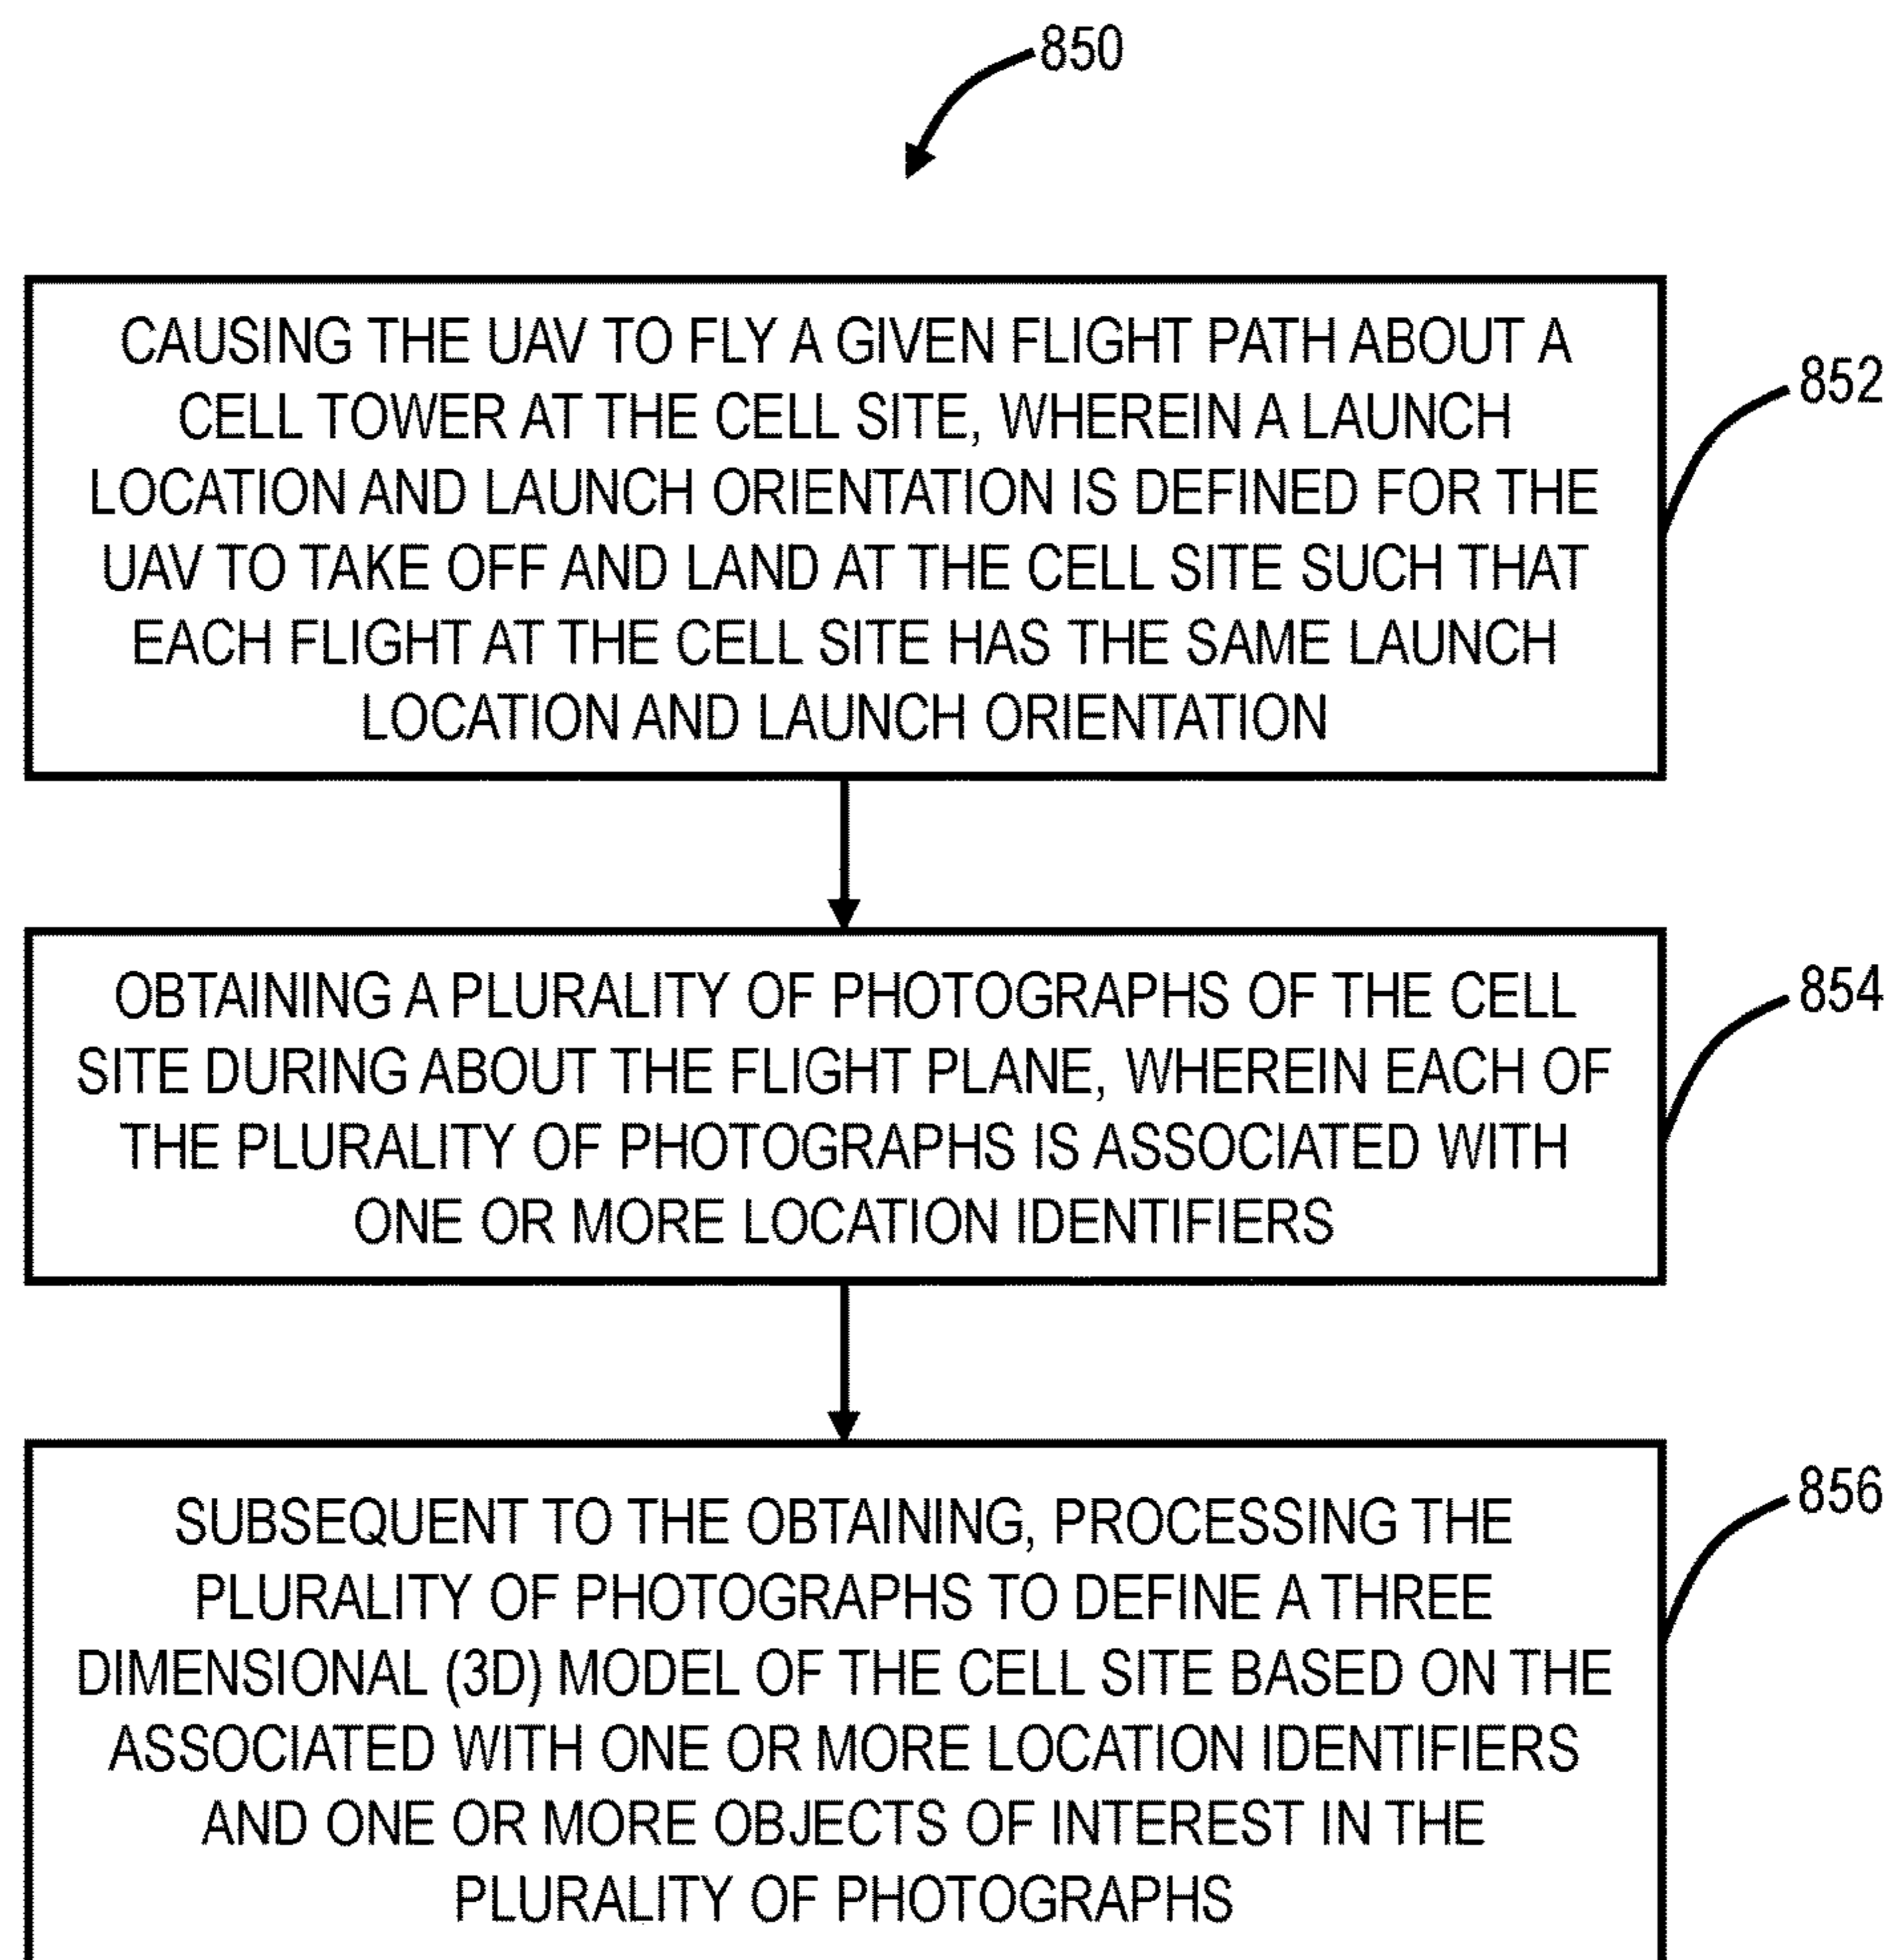 850
CAUSING THE UAV TO FLY A GIVEN FLIGHT PATH ABOUT A
CELL TOWER AT THE CELL SITE, WHEREIN A LAUNCH
LOCATION AND LAUNCH ORIENTATION IS DEFINED FOR THE
UAV TO TAKE OFF AND LAND AT THE CELL SITE SUCH THAT
EACH FLIGHT AT THE CELL SITE HAS THE SAME LAUNCH
LOCATION AND LAUNCH ORIENTATION
852
OBTAINING A PLURALITY OF PHOTOGRAPHS OF THE CELL
SITE DURING ABOUT THE FLIGHT PLANE, WHEREIN EACH OF
THE PLURALITY OF PHOTOGRAPHS IS ASSOCIATED WITH
ONE OR MORE LOCATION IDENTIFIERS
854
SUBSEQUENT TO THE OBTAINING, PROCESSING THE
PLURALITY OF PHOTOGRAPHS TO DEFINE A THREE
DIMENSIONAL (3D) MODEL OF THE CELL SITE BASED ON THE
ASSOCIATED WITH ONE OR MORE LOCATION IDENTIFIERS
AND ONE OR MORE OBJECTS OF INTEREST IN THE
PLURALITY OF PHOTOGRAPHS
856